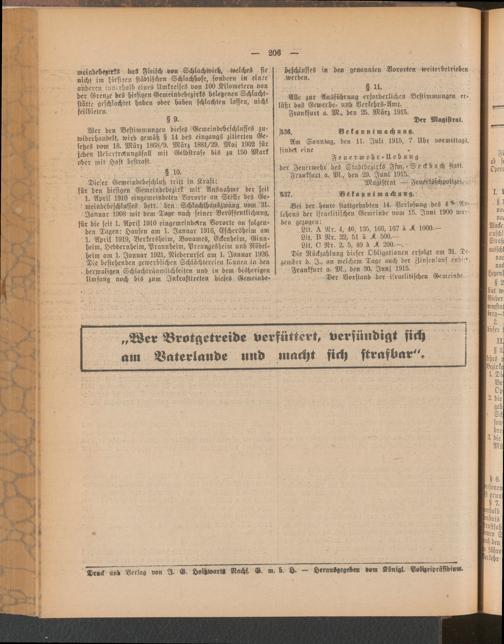 — 206 —
meindebezirks das Fleisch von Schlachtvieh, welches sie
nicht im hiesigen städtischen Schlachthofe, sondern in einer
anderen innerhalb eines Umkreises von 100 Kilometern von
der Grenze des hiesigen Gemeindebezirks belegenen Schlacht-
stätte geschlachtet haben oder haben schlachten lassen, nicht
feilbieten.
§ 9.
Wer den Bestimmungen dieses Gemeindebeschlusses zu-
widerhandelt, wird gemäß § 14 des eingangs zitierten Ge-
setzes vom 18. März 1868/9. März 1881/29. Mai 1902 für
jeden Uebertretungsfall mit Geldstrafe bis zu 150 Mark
oder mit Haft bestraft.
§ 10.
Dieser Gemeindebeschluß tritt in Kraft:
für den hiesigen Gemeindebezirk mit Ausnahme der seit
1. April 1910 eingemeindeten Vororte an Stelle des Ge-
meindebeschlusses betr. den Schlachthauszwang vom 21.
Januar 1908 mit dem Tage nach seiner Veröffentlichung,
für die seit 1. April 1910 eingemeindeten Vororte an folgen-
den Tagen: Hausen am 1. Januar 1916, Eschersheim am
1. April 1919, Berkersheim, Bonames, Eckenheim, Ginn-
heim, Heddernheim, Praunheim, Preungesheim und Rödel-
heim am 1. Januar 1921, Niederursel am 1. Januar 1926.
Die bestehenden gewerblichen Schlächtereien können in den
dermaligen Schlachträumlichkeiten und in dem bisherigen
Umfang noch bis zum Inkrafttreten dieses Gemeinde-
beschlusses in den genannten Vororten weiterbetrieben
werden.
§ 11.
Alle zur Ausführung erforderlichen Bestimmungen er-
läßt das Gewerbe- und Verkehrs-Amt.
Frankfurt a. M., den 25. März 1915.
Der Magistrat.
536. Bekanntmachung.
Am Sonntag, den 11. Juli 1915, 7 Uhr vormittags,
findet eine
Feuerwehr-Uebung
der Feuerwehr des Stadtbezirks Ffm.-Seckbach statt.
Frankfurt a. M., den 29. Juni 1915.
Magistrat — Feuerlöschpolizei.
537. Bekanntmachung.
Bei der heute stattgehabten 14. Verlosung des 4 % An-
lehens der Israelitischen Gemeinde vom 15. Juni 1900 wur-
den gezogen:
Lit. A Nr. 4, 40, 135, 166, 167 à ℳ 1000.—
Lit. B Nr. 22, 51 à ℳ 500.—
Lit. C Nr. 2, 5, 49 à ℳ 200.—.
Die Rückzahlung dieser Obligationen erfolgt am 31. De-
zember d. J., an welchem Tage auch der Zinsenlauf endet.
Frankfurt a. M., den 30. Juni 1915.
Der Vorstand der Israelitischen Gemeinde.
„Wer Brotgetreide verfüttert, versündigt sich
am Vaterlande und macht sich strafbar“.
Druck und Verlag von J. G. Holtzwarts Nachf. G. m. b. H. — Herausgegeben vom Königl. Polizeipräsidium.